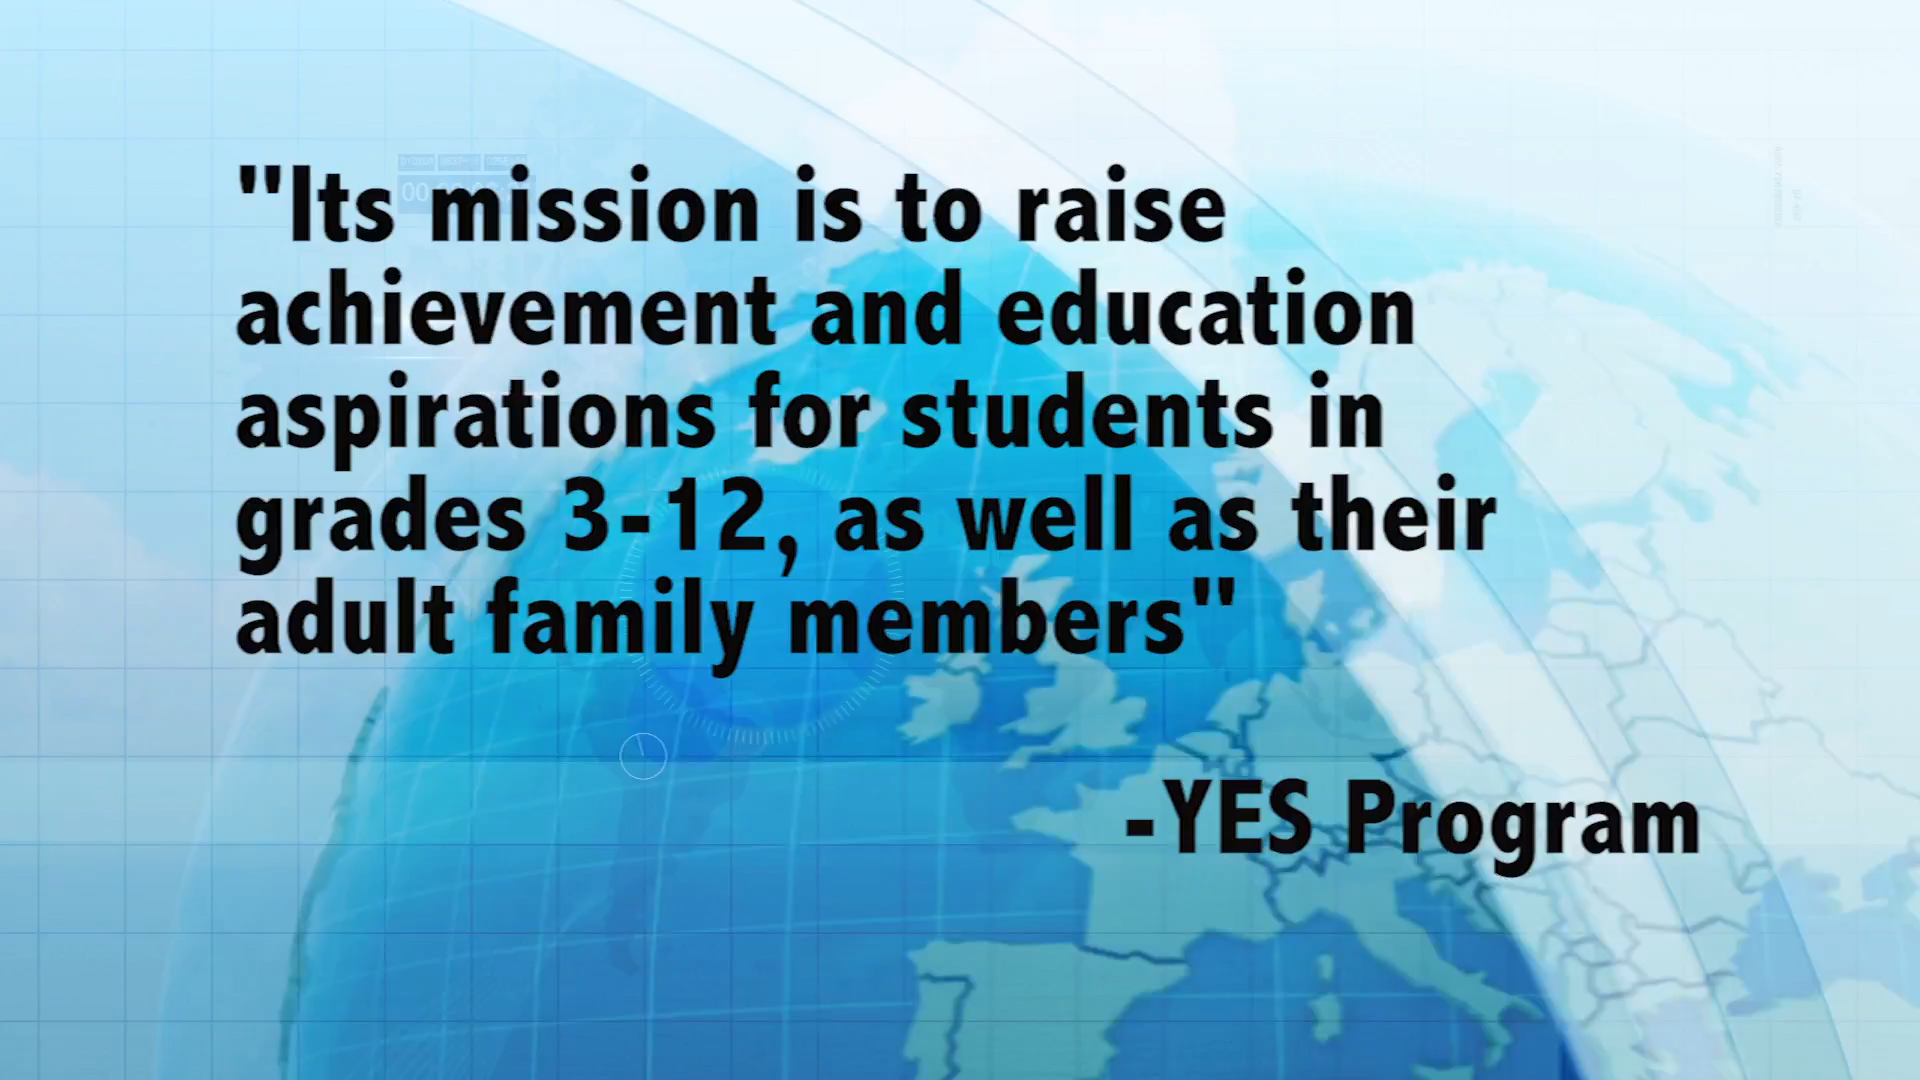 "Its mission is to raise
achievement and education
aspirations for students in
grades 3-12, as well as their
adult family members"
-YES Program